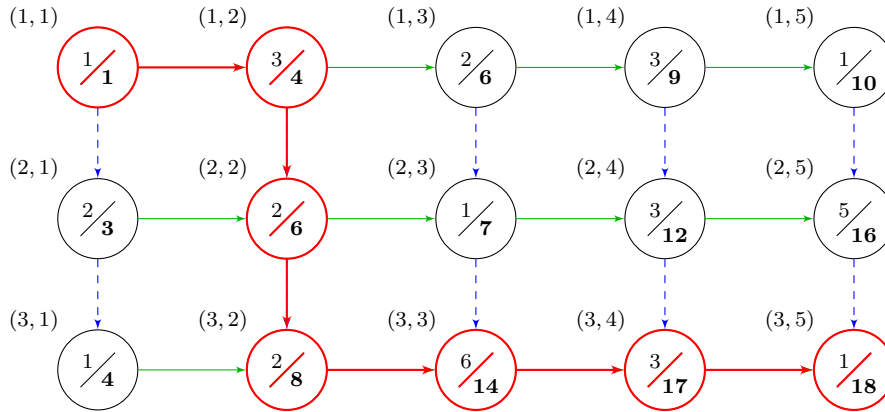 (1, 1) (1, 2) (1, 3) (1, 4) (1, 5)
1/1 3/4 2/6 3/9 1/10
(2, 1) (2, 2) (2, 3) (2, 4) (2, 5)
2/3 2/6 1/7 3/12 5/16
(3, 1) (3, 2) (3, 3) (3, 4) (3, 5)
1/4 2/8 6/14 3/17 1/18